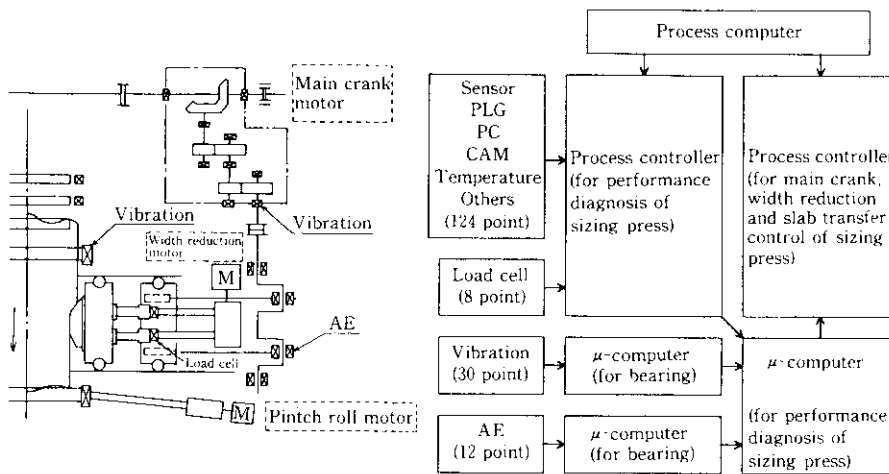 Main crank
motor
Vibration
Vibration
Width reduction
motor
M
AE
Load cell
M
Pintch roll motor
Process computer
Sensor
PLG
PC
CAM
Temperature
Others
(124 point)
Process controller
(for performance
diagnosis of
sizing press)
Process controller
(for main crank,
width reduction
and slab transfer
control of sizing
press)
Load cell
(8 point)
Vibration
(30 point)
μ-computer
(for bearing)
μ-computer
(for performance
diagnosis of
sizing press)
AE
(12 point)
μ-computer
(for bearing)